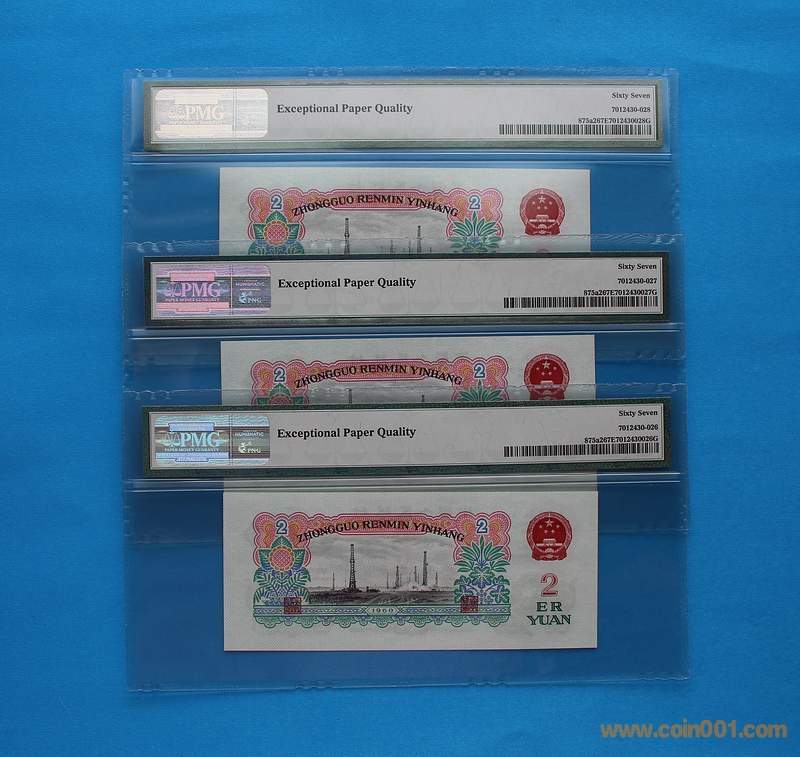 PMG
Exceptional Paper Quality
Sixty Seven
7012430-028
875a267E7012430028G
2 ZHONGGUO RENMIN YINHANG 2
PMG
PAPER MONEY GUARANTY
NUMISMATIC
PNG
Exceptional Paper Quality
Sixty Seven
7012430-027
875a267E7012430027G
2 ZHONGGUO RENMIN YINHANG 2
PMG
PAPER MONEY GUARANTY
NUMISMATIC
PNG
Exceptional Paper Quality
Sixty Seven
7012430-026
875a267E7012430026G
2 ZHONGGUO RENMIN YINHANG 2
2
ER
YUAN
1960
www.coin001.com